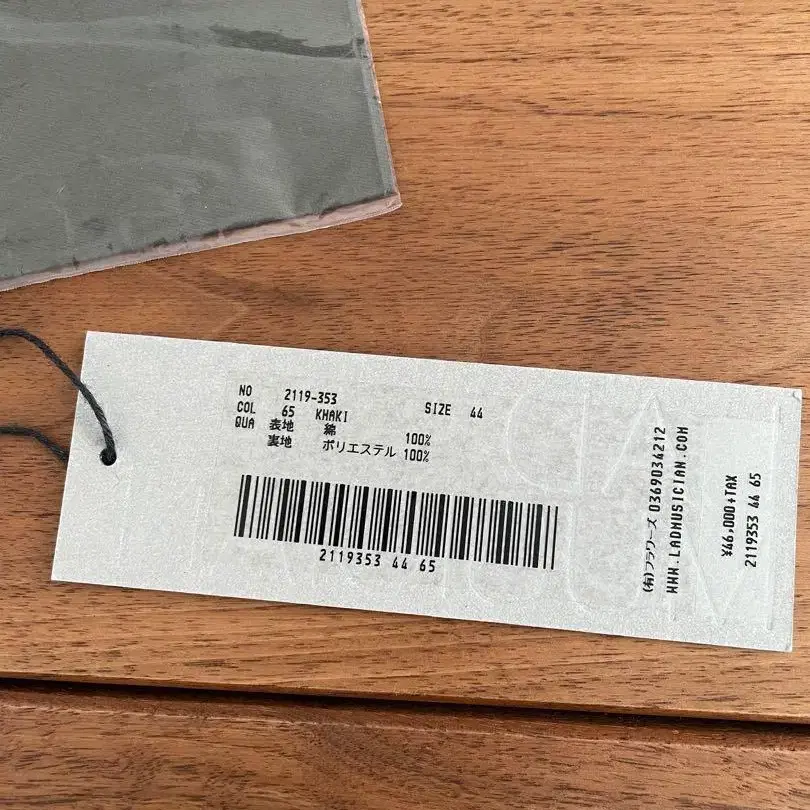 NO 2119-353 SIZE 44
COL 65 KHAKI
QUA 表地 綿 100%
裏地 ポリエステル 100%
2119353 44 65
(有)フラワーズ 0369034212
WWW.LADMUSICIAN.COM
¥46,000+TAX
2119353 44 65